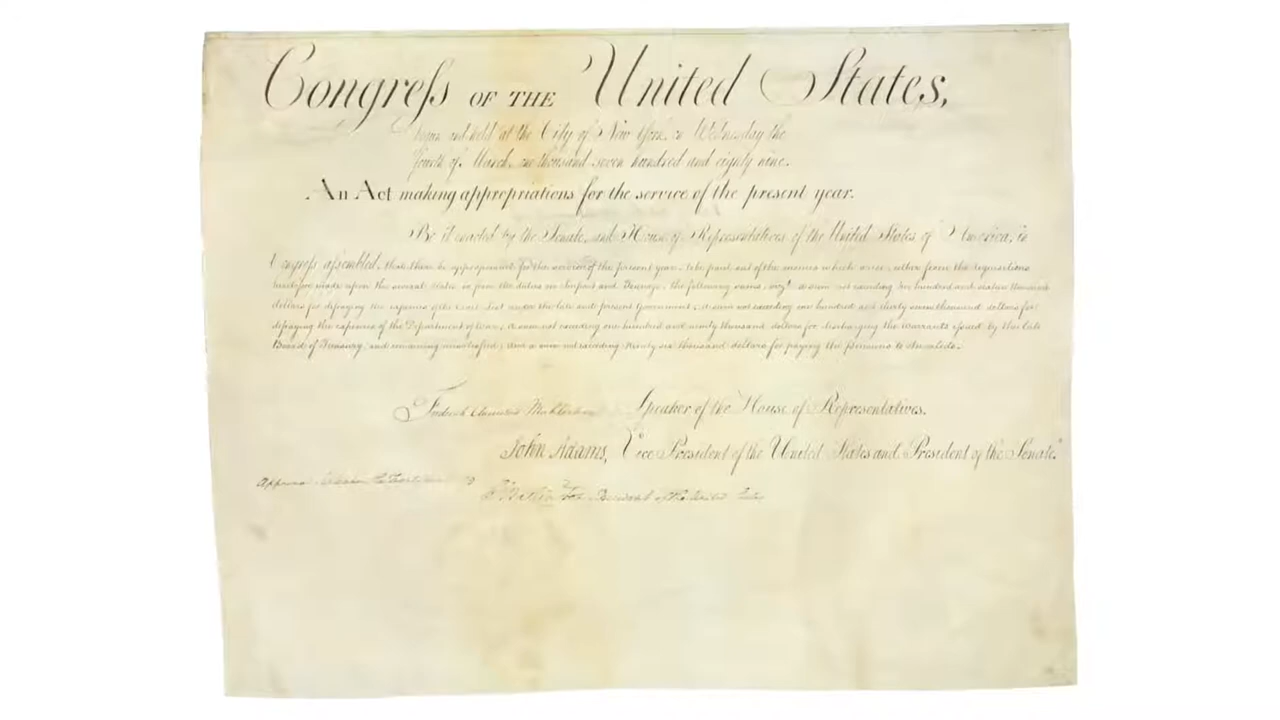 Congreſs OF THE United States,
begun and held at the City of New York, on Wednesday the
fourth of March, one thousand seven hundred and eighty nine.
An Act making appropriations for the service of the present year.
Be it enacted by the Senate and House of Representatives of the United States of America, in
Congreſs aſsembled, that there be appropriated for the service of the present year, to be paid out of the monies which arise, either from the requisitions
heretofore made upon the several states, or from the duties on impost and tonnage, the following sums, viz. a sum not exceeding two hundred and sixteen thousand
dollars for defraying the expenses of the civil list, under the late and present government; a sum not exceeding one hundred and thirty seven thousand dollars for
defraying the expenses of the Department of War; a sum not exceeding one hundred and ninety thousand dollars for discharging the warrants iſsued by the late
Board of Treasury, and remaining unsatisfied; and a sum not exceeding ninety six thousand dollars for paying the pensions to invalids.
Frederick Augustus Muhlenberg Speaker of the House of Representatives.
John Adams, Vice President of the United States and President of the Senate.
Approved September the
President of the United States